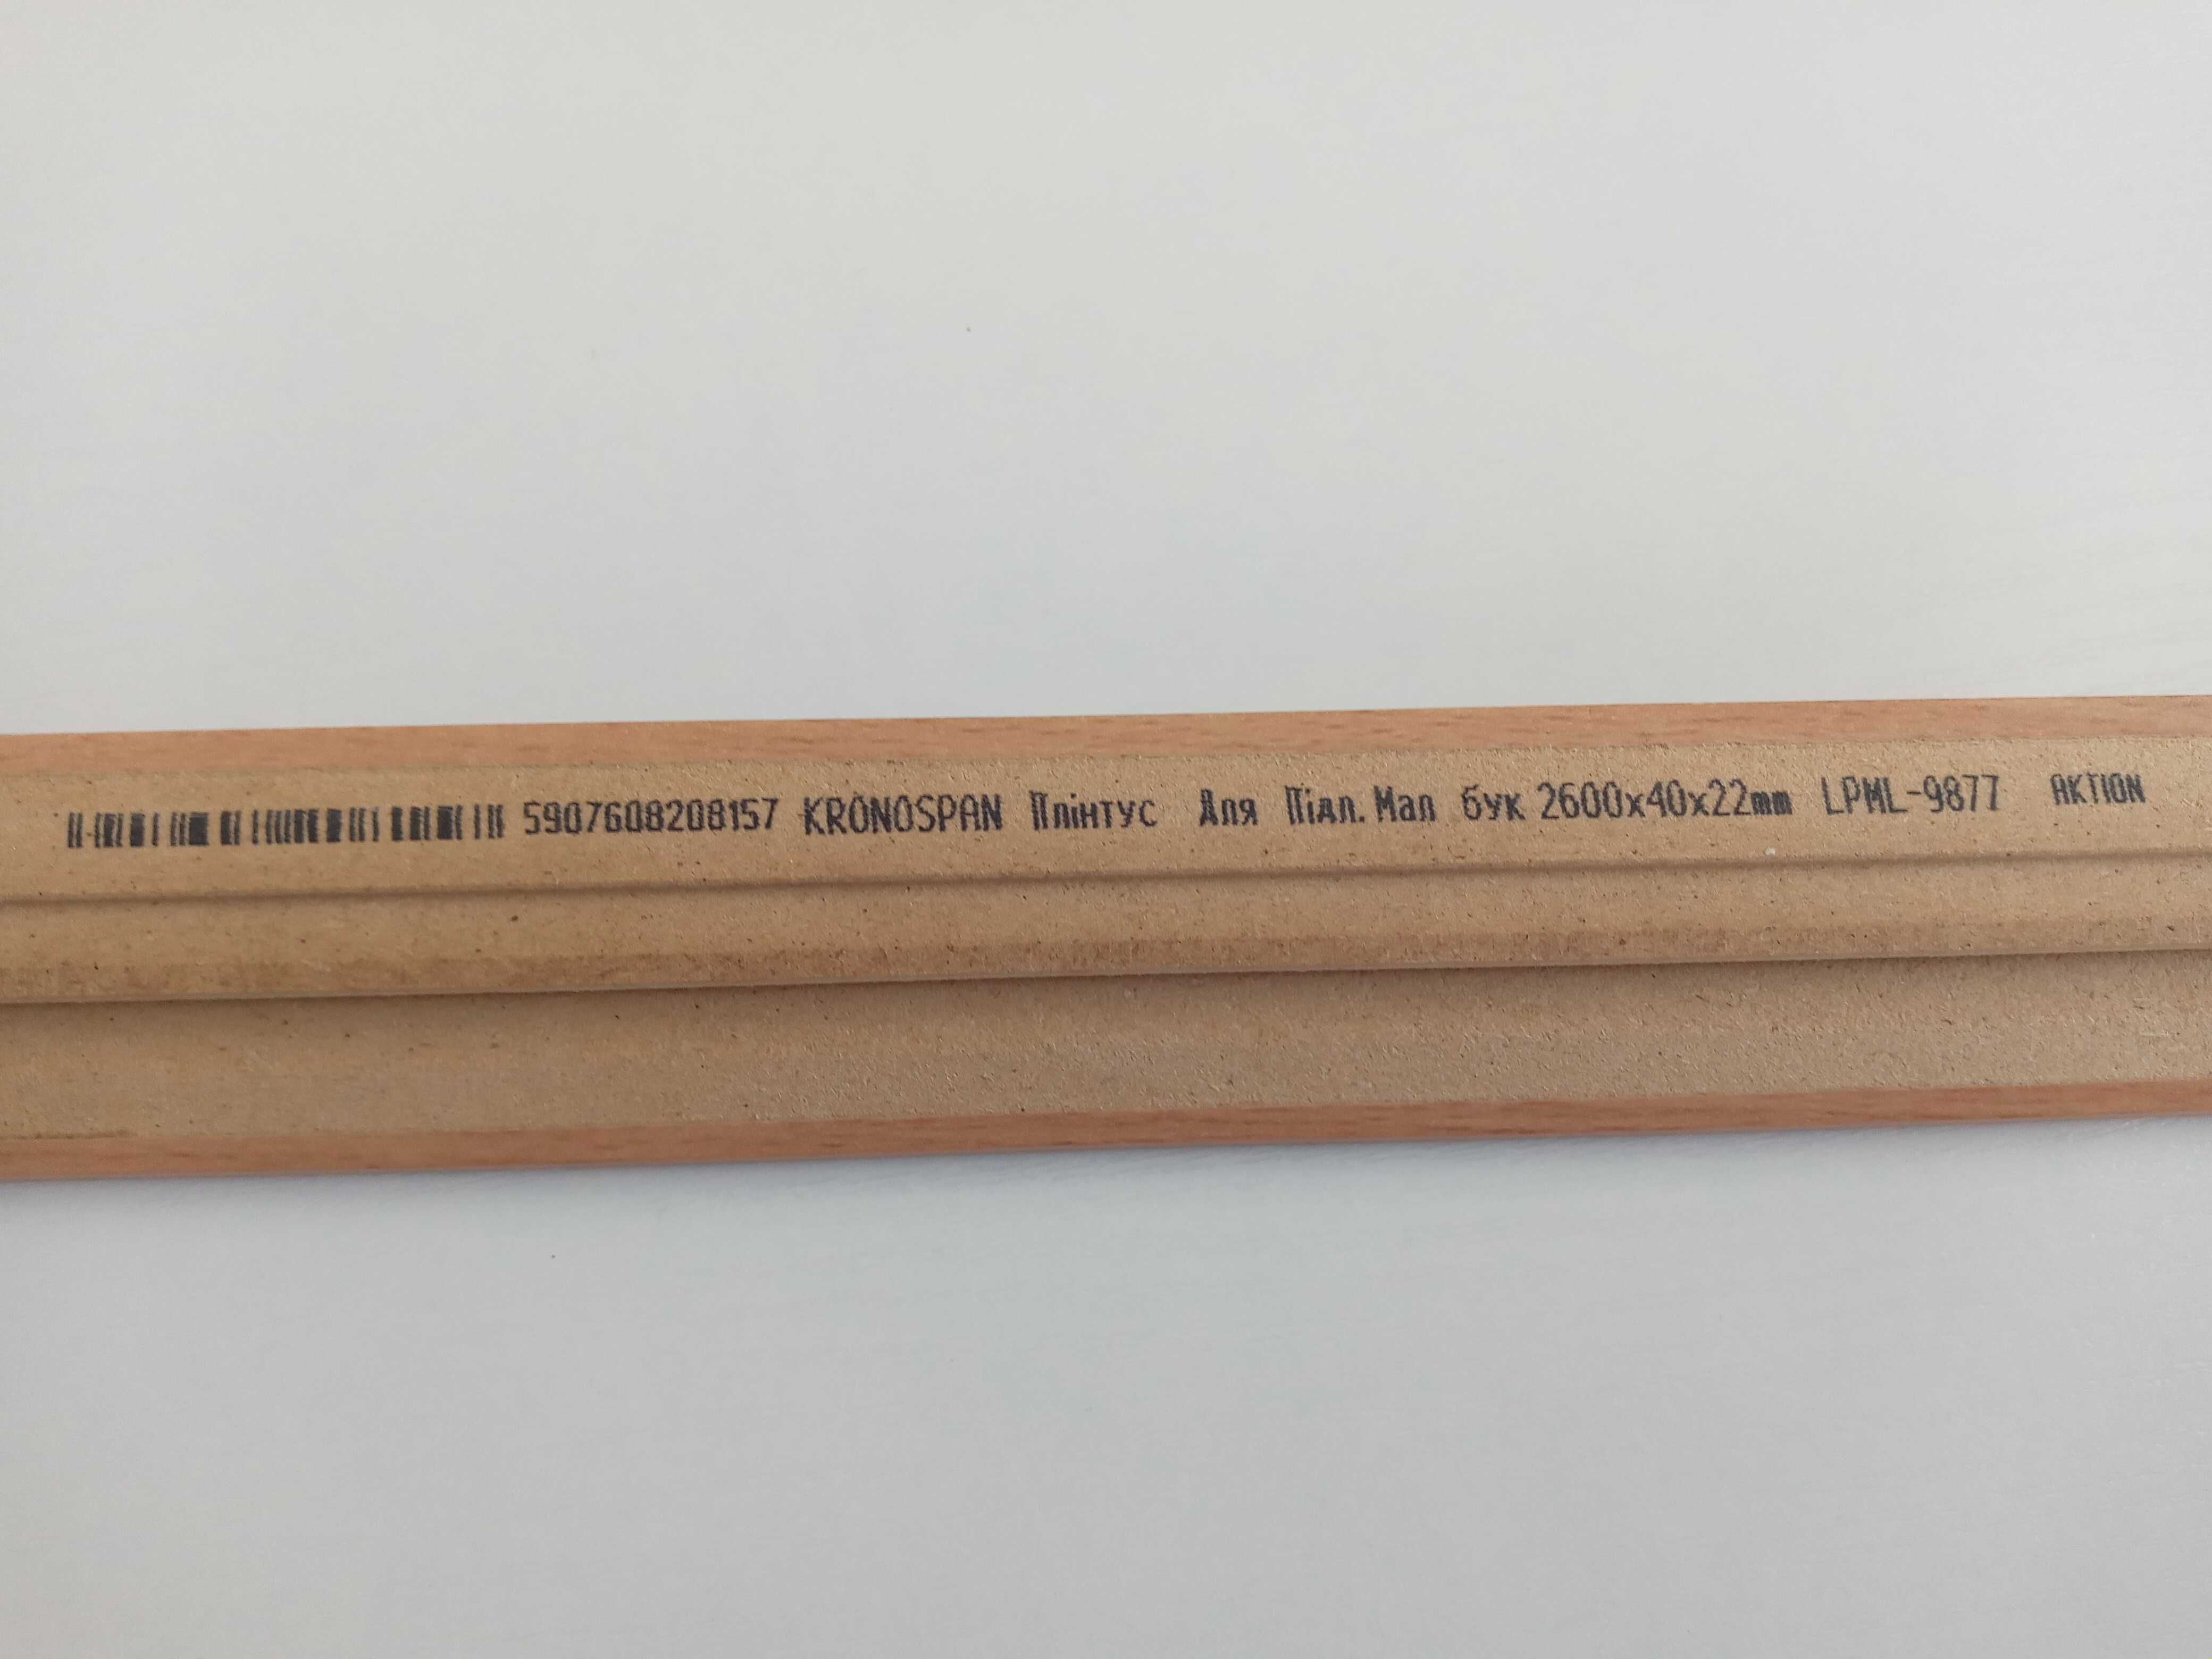 5907608208157 KRONOSPAN Плінтус Для Підл. Мал бук 2600x40x22mm LPML-9877 AKTION